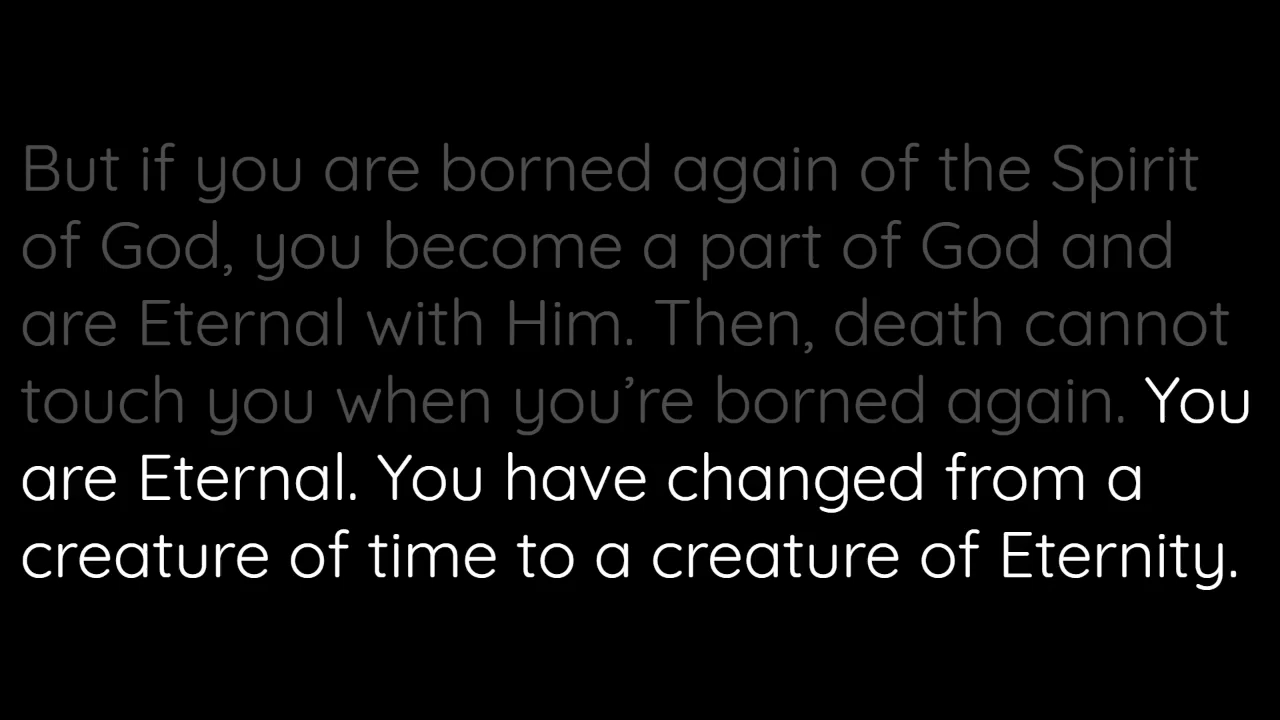 But if you are borned again of the Spirit
of God, you become a part of God and
are Eternal with Him. Then, death cannot
touch you when you’re borned again. You
are Eternal. You have changed from a
creature of time to a creature of Eternity.